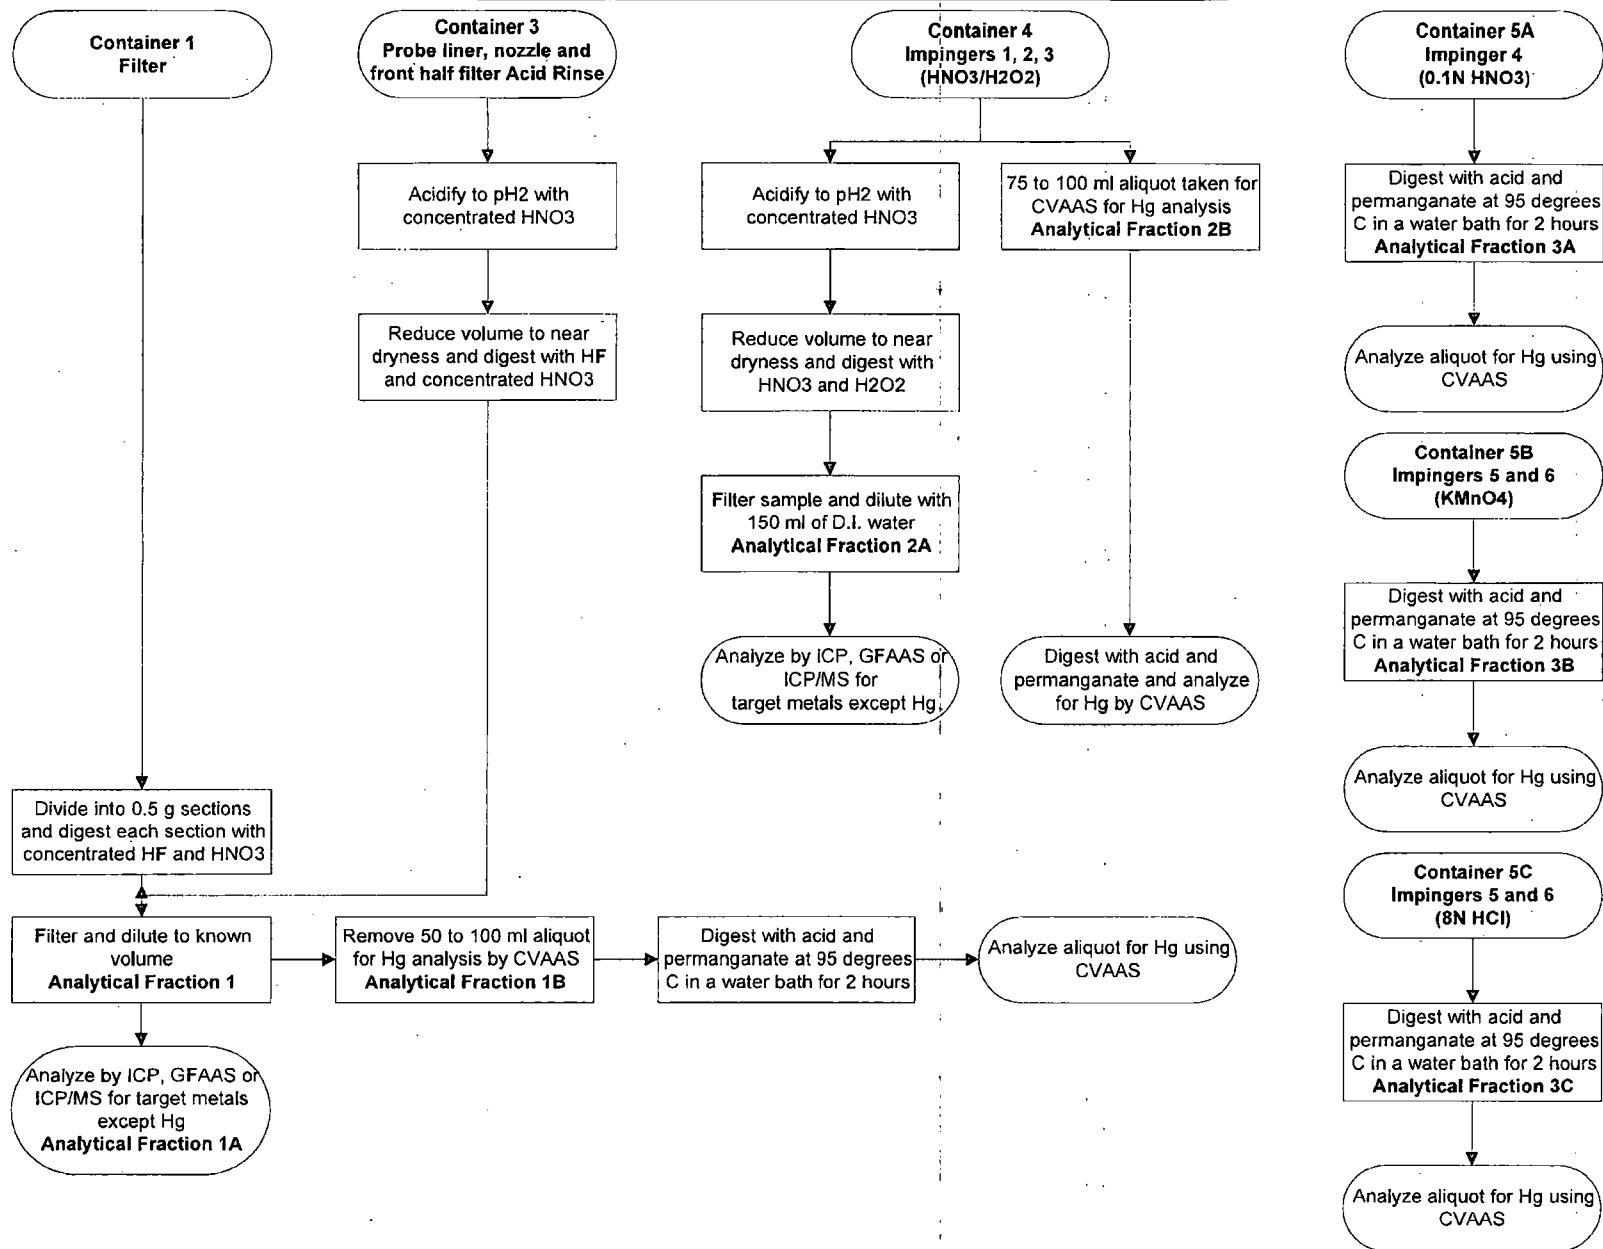 Container 1
Filter
Container 3
Probe liner, nozzle and
front half filter Acid Rinse
Container 4
Impingers 1, 2, 3
(HNO3/H2O2)
Container 5A
Impinger 4
(0.1N HNO3)
Acidify to pH2 with
concentrated HNO3
Acidify to pH2 with
concentrated HNO3
75 to 100 ml aliquot taken for
CVAAS for Hg analysis
Analytical Fraction 2B
Digest with acid and
permanganate at 95 degrees
C in a water bath for 2 hours
Analytical Fraction 3A
Reduce volume to near
dryness and digest with HF
and concentrated HNO3
Reduce volume to near
dryness and digest with
HNO3 and H2O2
Analyze aliquot for Hg using
CVAAS
Container 5B
Impingers 5 and 6
(KMnO4)
Filter sample and dilute with
150 ml of D.I. water
Analytical Fraction 2A
Digest with acid and
permanganate at 95 degrees
C in a water bath for 2 hours
Analytical Fraction 3B
Analyze by ICP, GFAAS or
ICP/MS for
target metals except Hg
Digest with acid and
permanganate and analyze
for Hg by CVAAS
Analyze aliquot for Hg using
CVAAS
Divide into 0.5 g sections
and digest each section with
concentrated HF and HNO3
Container 5C
Impingers 5 and 6
(8N HCl)
Filter and dilute to known
volume
Analytical Fraction 1
Remove 50 to 100 ml aliquot
for Hg analysis by CVAAS
Analytical Fraction 1B
Digest with acid and
permanganate at 95 degrees
C in a water bath for 2 hours
Analyze aliquot for Hg using
CVAAS
Digest with acid and
permanganate at 95 degrees
C in a water bath for 2 hours
Analytical Fraction 3C
Analyze by ICP, GFAAS or
ICP/MS for target metals
except Hg
Analytical Fraction 1A
Analyze aliquot for Hg using
CVAAS